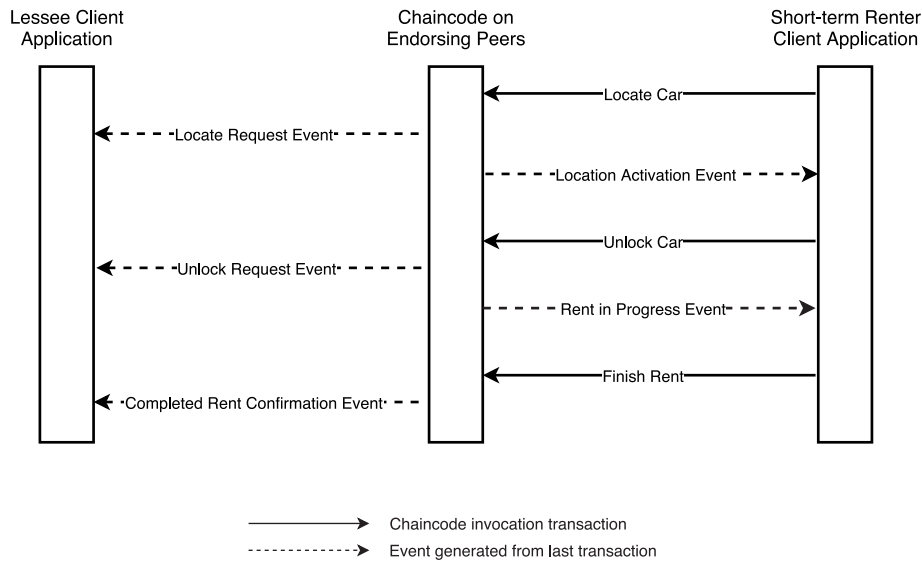 Lessee Client
Application
Chaincode on
Endorsing Peers
Short-term Renter
Client Application
Locate Car
Locate Request Event
Location Activation Event
Unlock Car
Unlock Request Event
Rent in Progress Event
Finish Rent
Completed Rent Confirmation Event
Chaincode invocation transaction
Event generated from last transaction